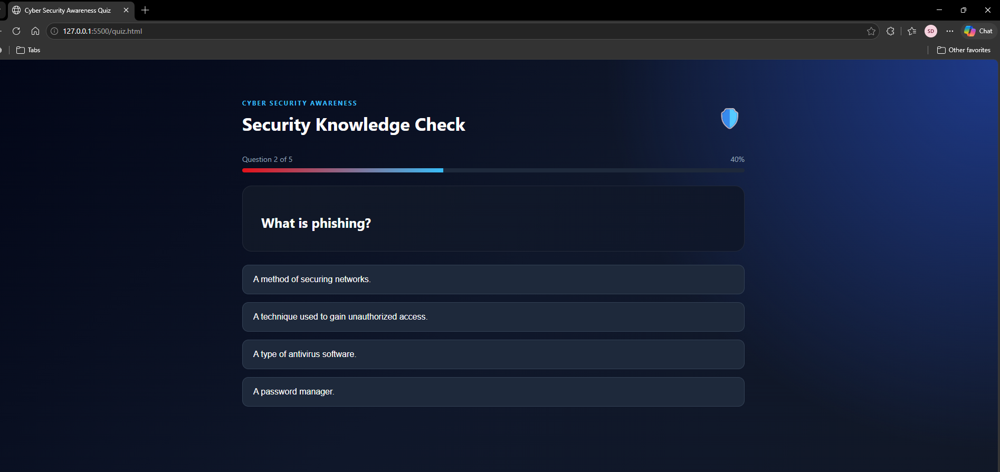 Cyber Security Awareness Quiz
127.0.0.1:5500/quiz.html
SD
Chat
Tabs
Other favorites
CYBER SECURITY AWARENESS
Security Knowledge Check
Question 2 of 5
40%
What is phishing?
A method of securing networks.
A technique used to gain unauthorized access.
A type of antivirus software.
A password manager.